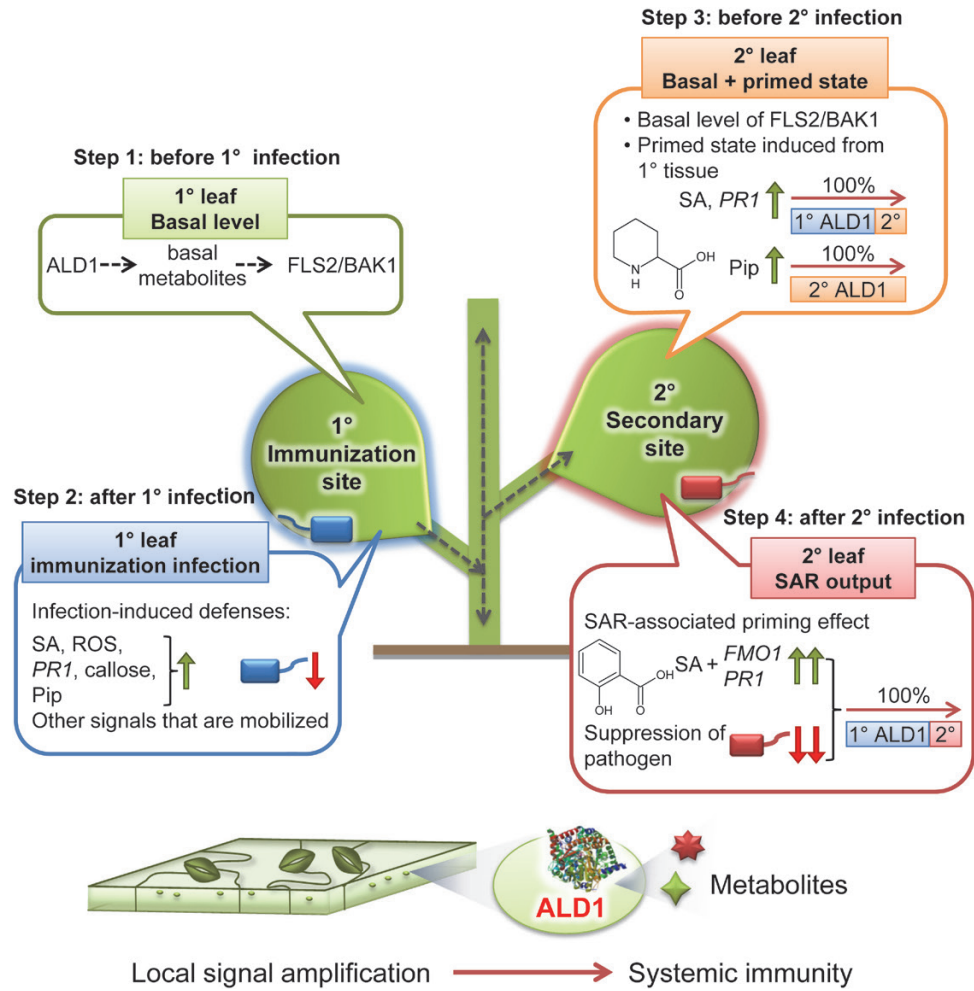 Step 1: before 1° infection
1° leaf
Basal level
ALD1
basal
metabolites
FLS2/BAK1
Step 3: before 2° infection
2° leaf
Basal + primed state
• Basal level of FLS2/BAK1
• Primed state induced from
1° tissue
SA, PR1
100%
1° ALD1 2°
OH
N
H
O
Pip
100%
2° ALD1
1°
Immunization
site
2°
Secondary
site
Step 2: after 1° infection
1° leaf
immunization infection
Infection-induced defenses:
SA, ROS,
PR1, callose,
Pip
Other signals that are mobilized
Step 4: after 2° infection
2° leaf
SAR output
SAR-associated priming effect
OH
OH
O
SA + FMO1
PR1
100%
1° ALD1 2°
Suppression of
pathogen
ALD1
Metabolites
Local signal amplification
Systemic immunity